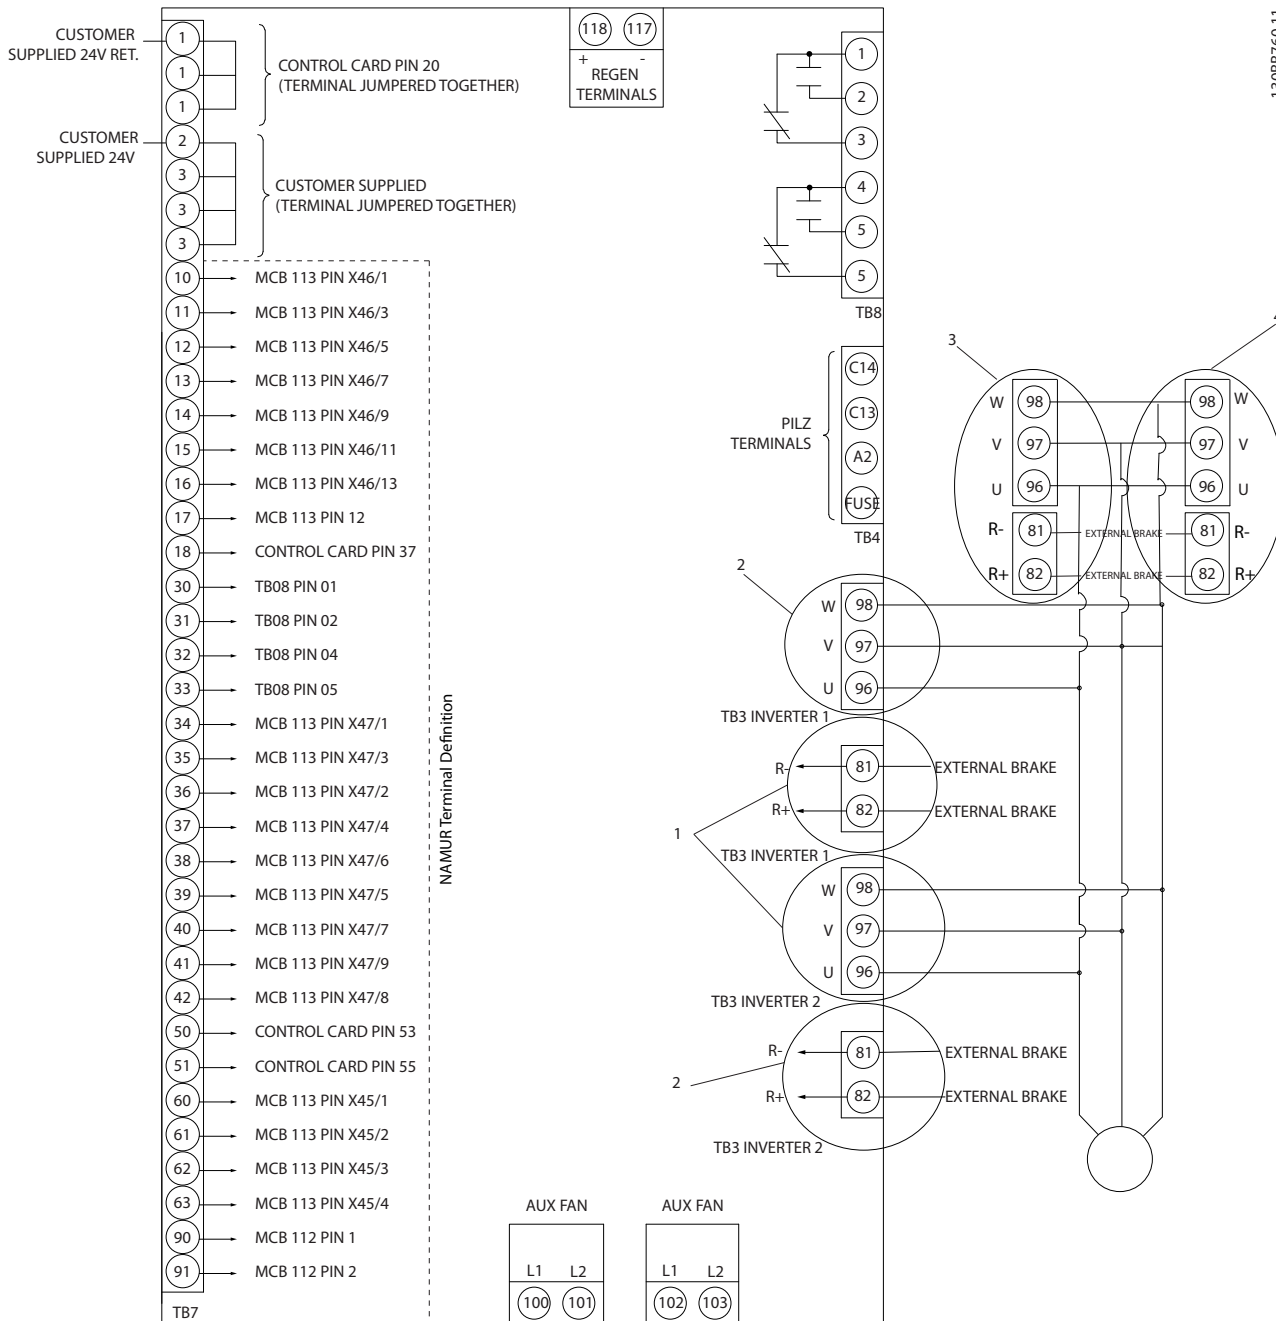 CUSTOMER
SUPPLIED 24V RET.
1
1
1
CONTROL CARD PIN 20
(TERMINAL JUMPERED TOGETHER)
CUSTOMER
SUPPLIED 24V
2
3
3
3
CUSTOMER SUPPLIED
(TERMINAL JUMPERED TOGETHER)
10 MCB 113 PIN X46/1
11 MCB 113 PIN X46/3
12 MCB 113 PIN X46/5
13 MCB 113 PIN X46/7
14 MCB 113 PIN X46/9
15 MCB 113 PIN X46/11
16 MCB 113 PIN X46/13
17 MCB 113 PIN 12
18 CONTROL CARD PIN 37
30 TB08 PIN 01
31 TB08 PIN 02
32 TB08 PIN 04
33 TB08 PIN 05
34 MCB 113 PIN X47/1
35 MCB 113 PIN X47/3
36 MCB 113 PIN X47/2
37 MCB 113 PIN X47/4
38 MCB 113 PIN X47/6
39 MCB 113 PIN X47/5
40 MCB 113 PIN X47/7
41 MCB 113 PIN X47/9
42 MCB 113 PIN X47/8
50 CONTROL CARD PIN 53
51 CONTROL CARD PIN 55
60 MCB 113 PIN X45/1
61 MCB 113 PIN X45/2
62 MCB 113 PIN X45/3
63 MCB 113 PIN X45/4
90 MCB 112 PIN 1
91 MCB 112 PIN 2
TB7
NAMUR Terminal Definition
118 117
+ -
REGEN
TERMINALS
1
2
3
4
5
5
TB8
PILZ
TERMINALS
C14
C13
A2
FUSE
TB4
2
W 98
V 97
U 96
TB3 INVERTER 1
R- 81 EXTERNAL BRAKE
R+ 82 EXTERNAL BRAKE
1
TB3 INVERTER 1
W 98
V 97
U 96
TB3 INVERTER 2
R- 81 EXTERNAL BRAKE
2
R+ 82 EXTERNAL BRAKE
TB3 INVERTER 2
3
W 98 98 W
V 97 97 V
U 96 96 U
R- 81 EXTERNAL BRAKE 81 R-
R+ 82 EXTERNAL BRAKE 82 R+
AUX FAN
L1 L2
100 101
AUX FAN
L1 L2
102 103